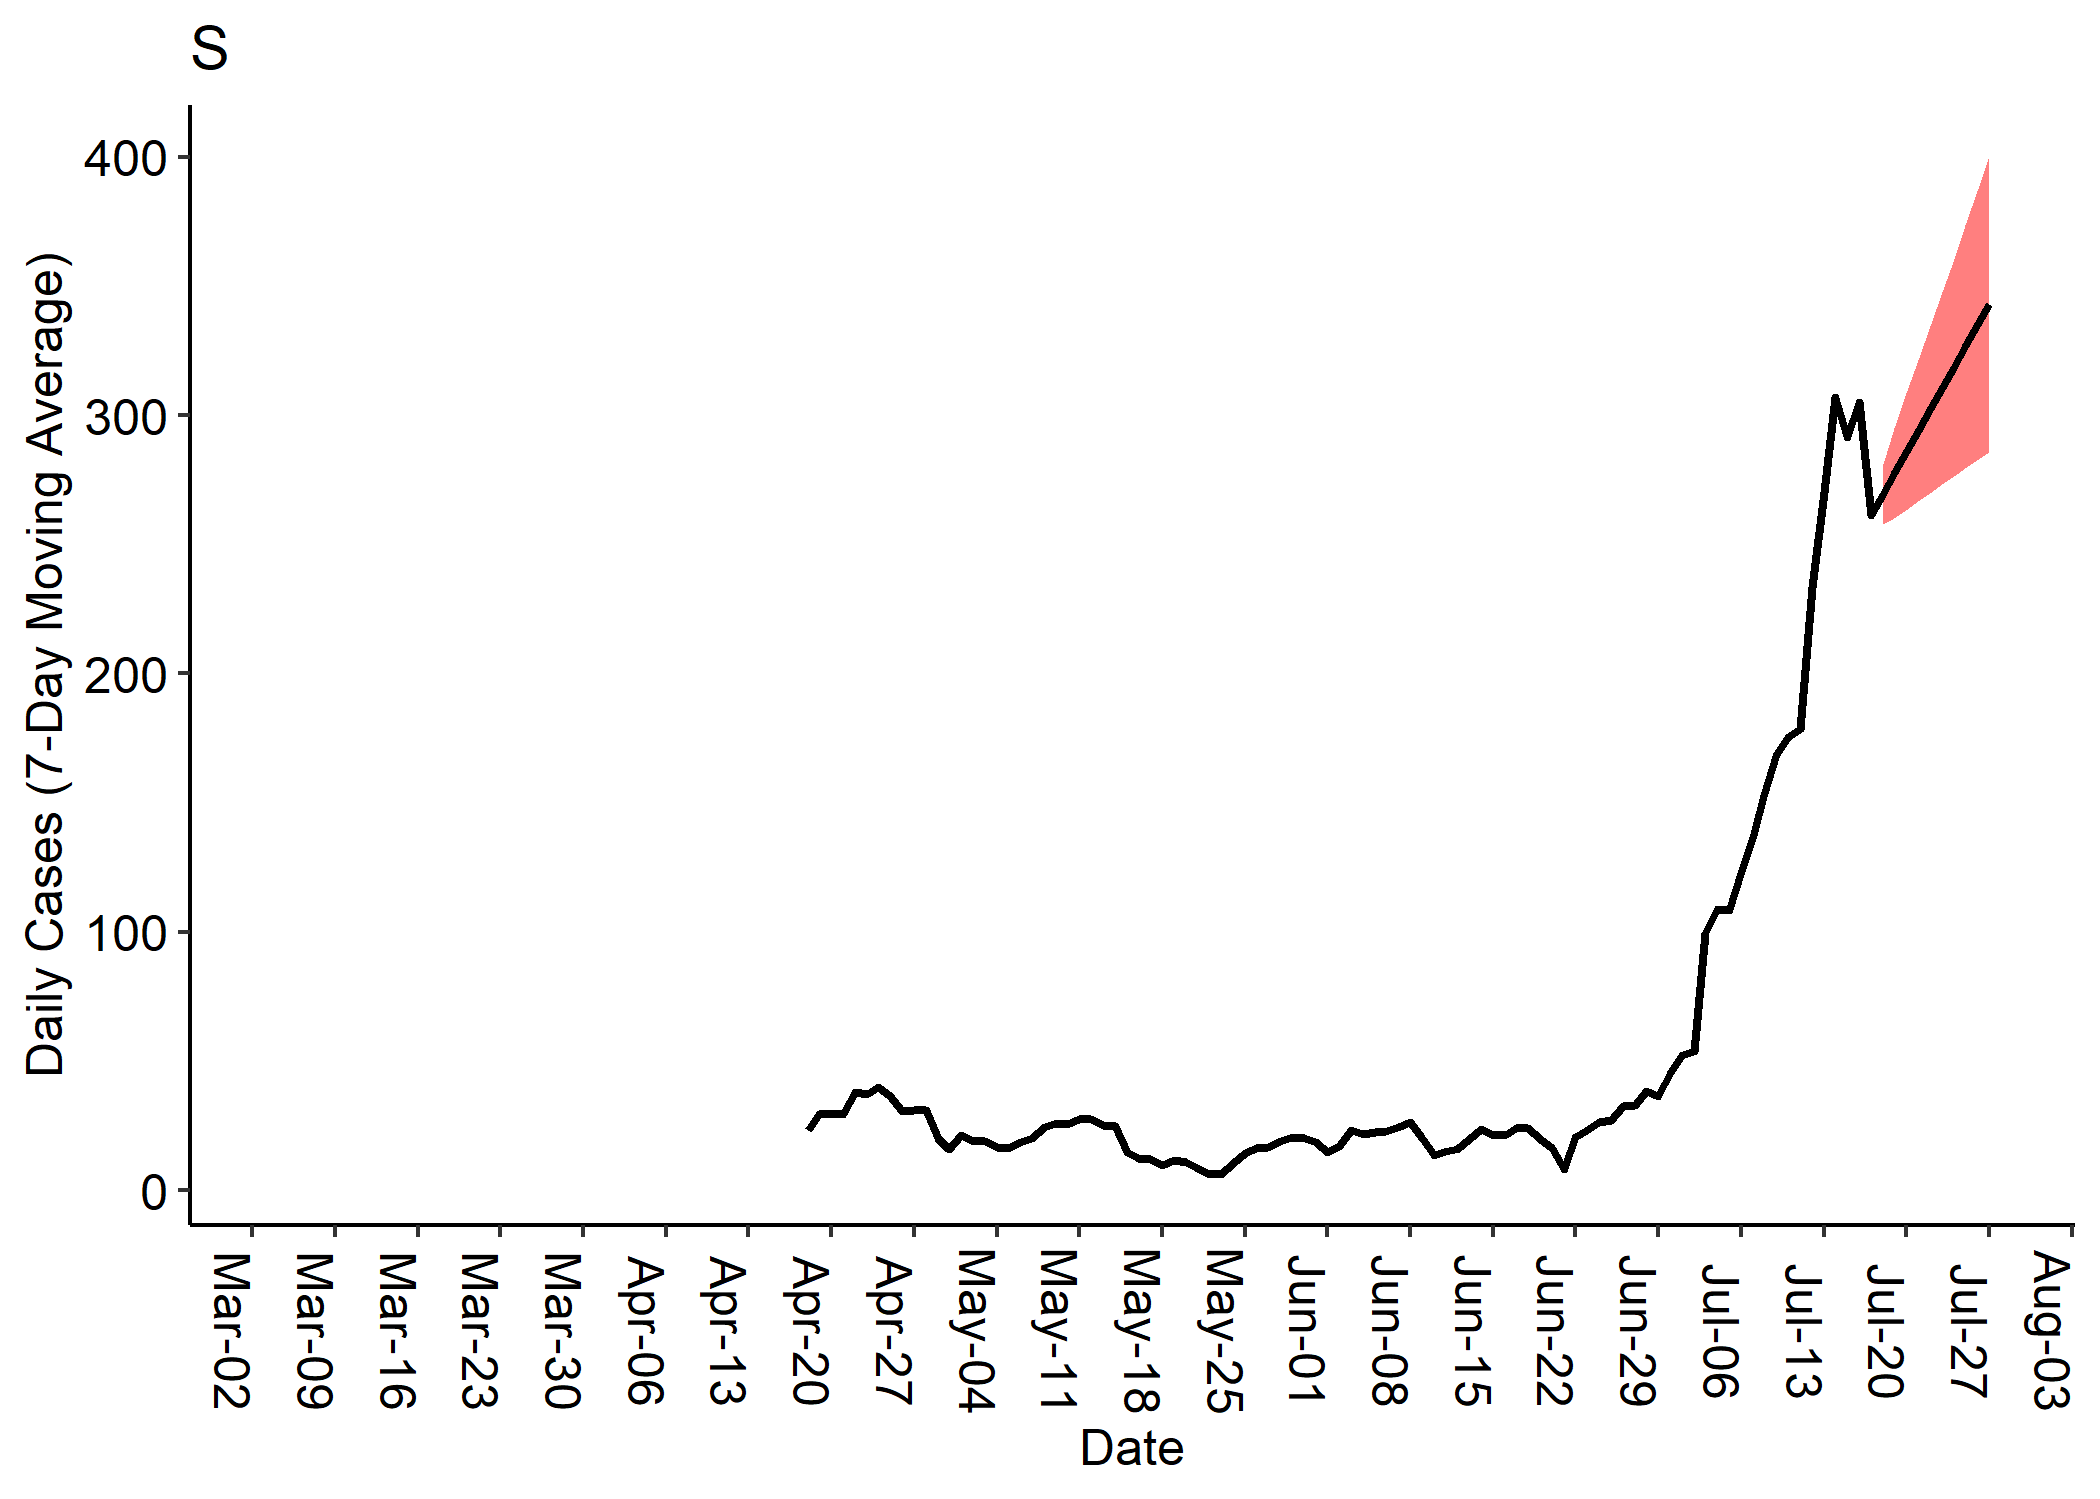 S
Daily Cases (7-Day Moving Average)
400
300
200
100
0
Mar-02
Mar-09
Mar-16
Mar-23
Mar-30
Apr-06
Apr-13
Apr-20
Apr-27
May-04
May-11
May-18
May-25
Jun-01
Jun-08
Jun-15
Jun-22
Jun-29
Jul-06
Jul-13
Jul-20
Jul-27
Aug-03
Date